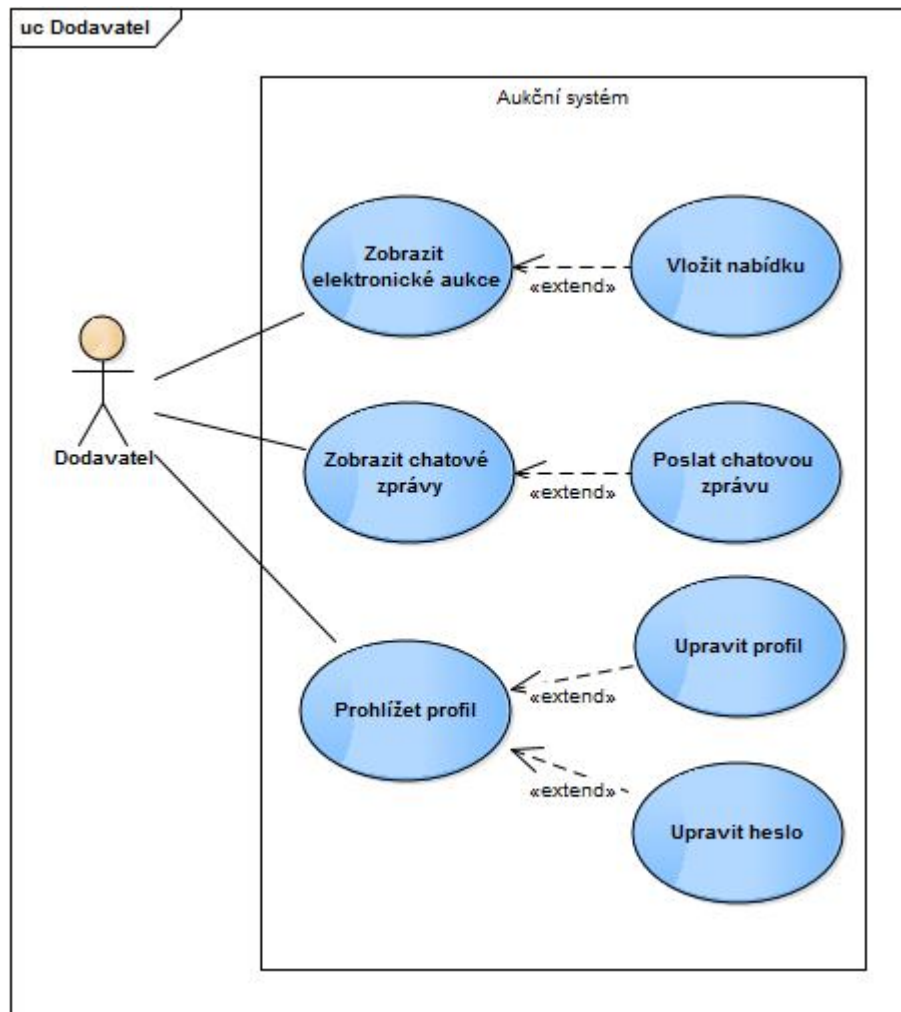 uc Dodavatel
Aukční systém
Zobrazit
elektronické aukce
«extend»
Vložit nabídku
Dodavatel
Zobrazit chatové
zprávy
«extend»
Poslat chatovou
zprávu
Prohlížet profil
«extend»
Upravit profil
«extend»
Upravit heslo